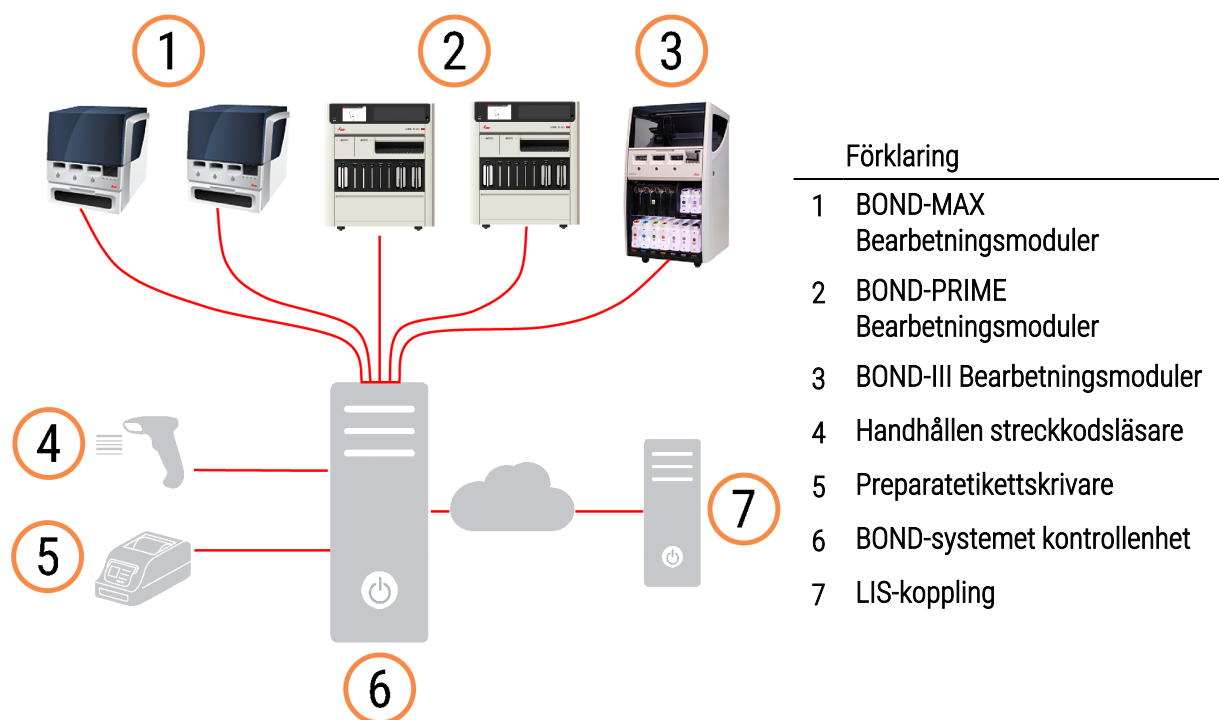 1
2
3
4
5
6
7
Förklaring
1 BOND-MAX
Bearbetningsmoduler
2 BOND-PRIME
Bearbetningsmoduler
3 BOND-III Bearbetningsmoduler
4 Handhållen streckkodsläsare
5 Preparatetikettskrivare
6 BOND-systemet kontrollenhet
7 LIS-koppling